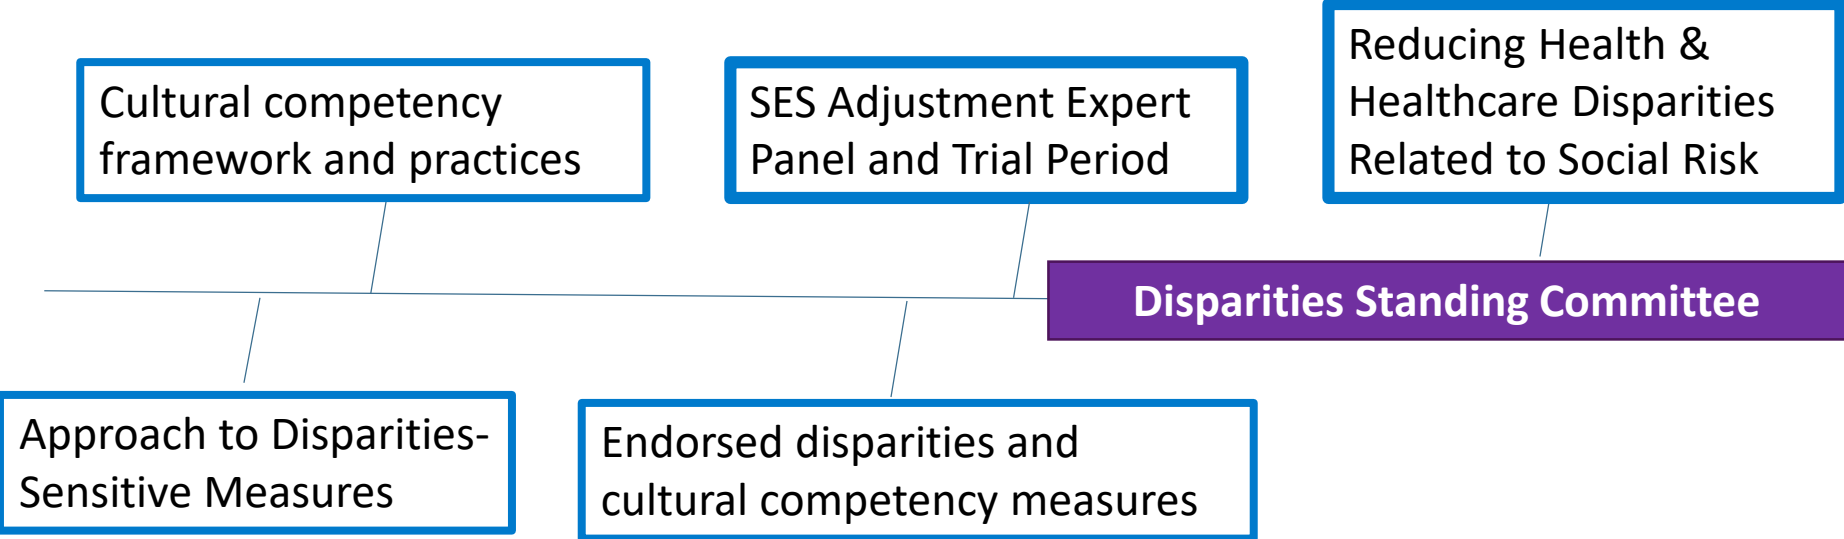 Cultural competency
framework and practices
SES Adjustment Expert
Panel and Trial Period
Reducing Health &
Healthcare Disparities
Related to Social Risk
Disparities Standing Committee
Approach to Disparities-
Sensitive Measures
Endorsed disparities and
cultural competency measures